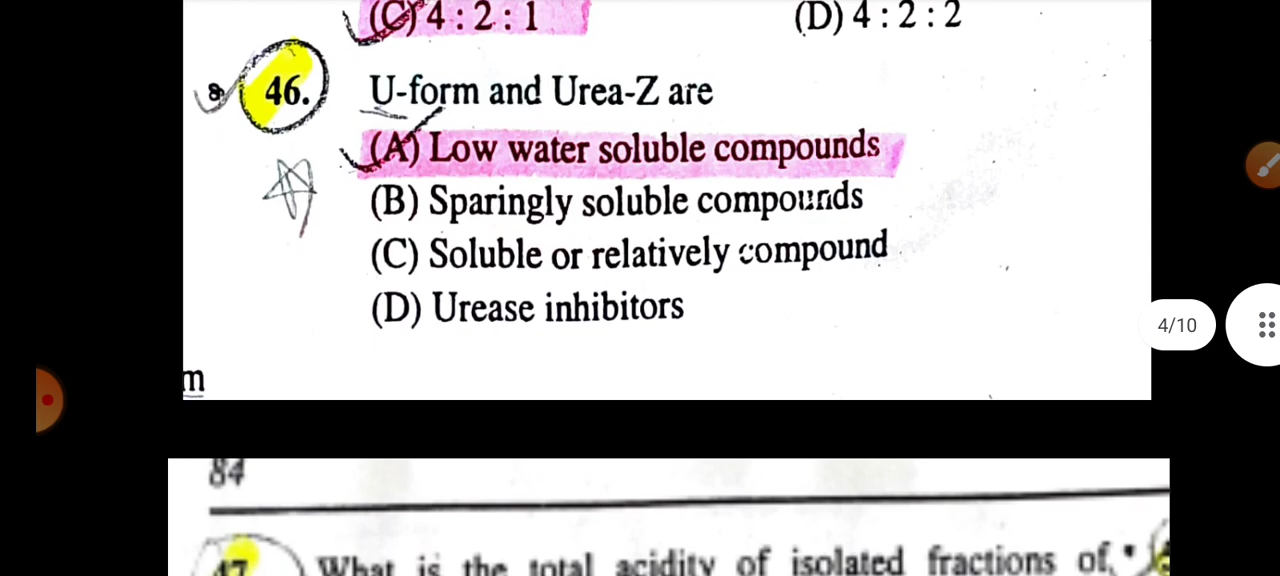 (C) 4 : 2 : 1
(D) 4 : 2 : 2
46. U-form and Urea-Z are
(A) Low water soluble compounds
(B) Sparingly soluble compounds
(C) Soluble or relatively compound
(D) Urease inhibitors
4/10
m
84
47 What is the total acidity of isolated fractions of